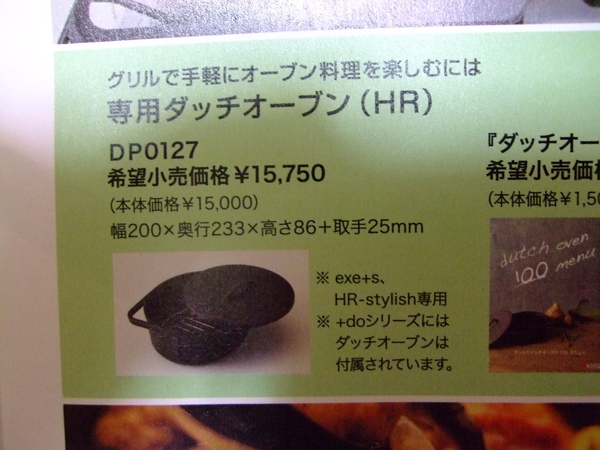 グリルで手軽にオーブン料理を楽しむには
専用ダッチオーブン(HR)
DP0127
希望小売価格¥15,750
(本体価格¥15,000)
幅200×奥行233×高さ86+取手25mm
※ exe+s、
HR-stylish専用
※ +doシリーズには
ダッチオーブンは
付属されています。
『ダッチオー
希望小売価
(本体価格¥1,50
dutch oven
100 menu